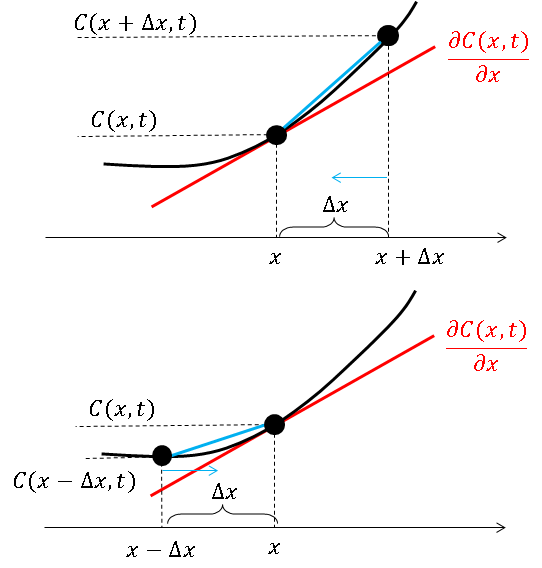 C(x + Δx, t)
∂C(x, t)
∂x
C(x, t)
Δx
x
x + Δx
∂C(x, t)
∂x
C(x, t)
C(x − Δx, t)
Δx
x − Δx
x